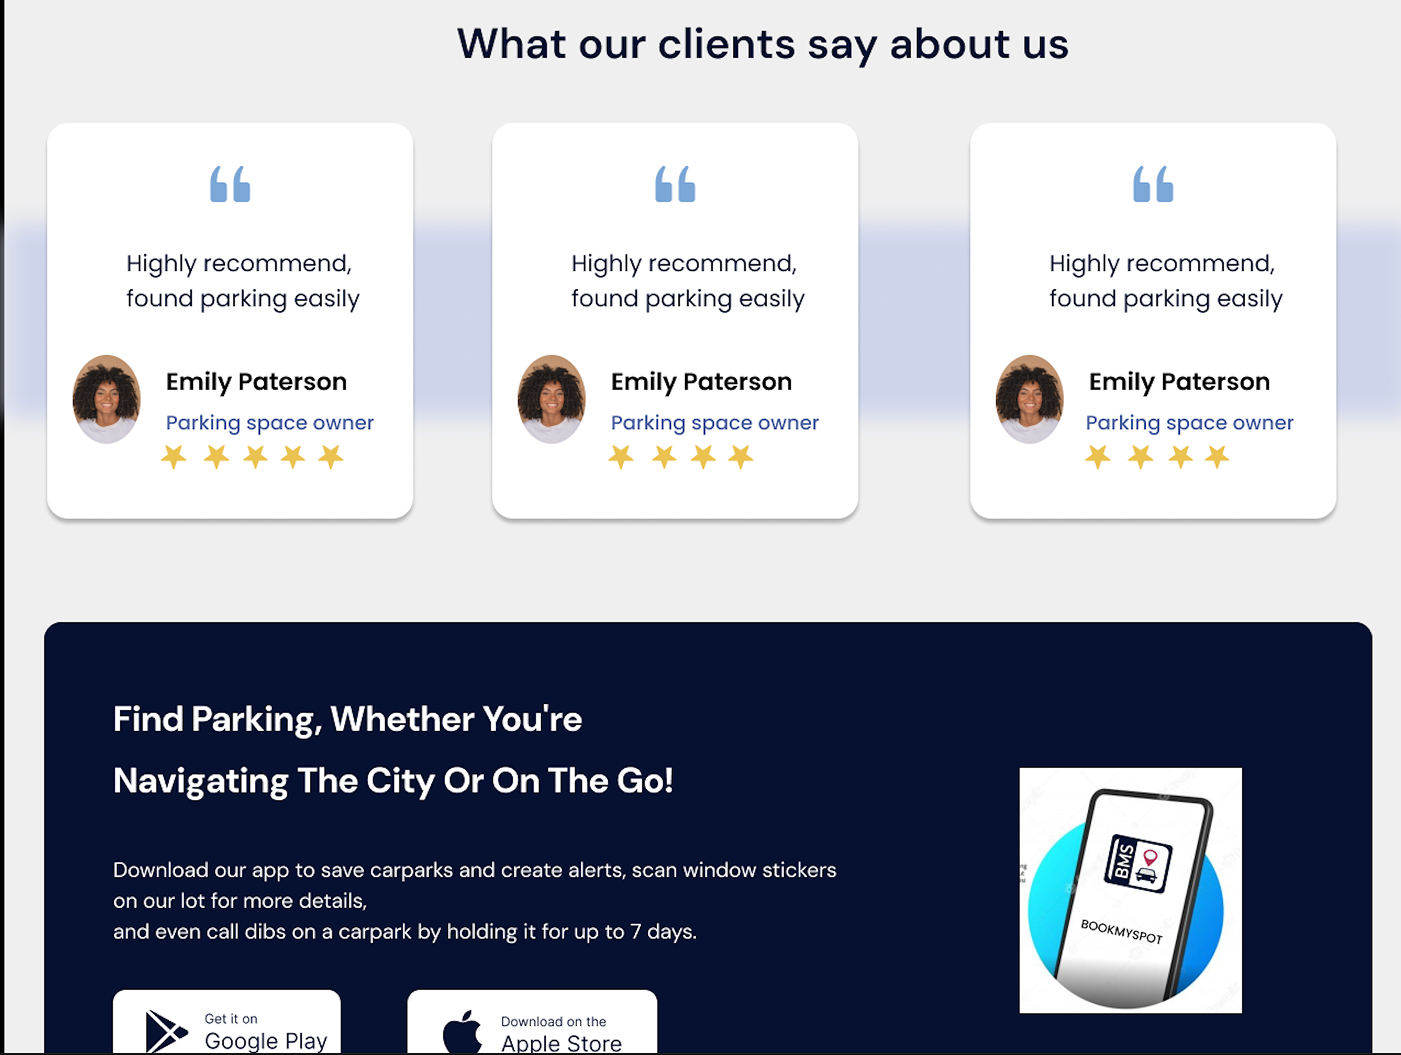 What our clients say about us
Highly recommend,
found parking easily
Emily Paterson
Parking space owner
Highly recommend,
found parking easily
Emily Paterson
Parking space owner
Highly recommend,
found parking easily
Emily Paterson
Parking space owner
Find Parking, Whether You're
Navigating The City Or On The Go!
Download our app to save carparks and create alerts, scan window stickers
on our lot for more details,
and even call dibs on a carpark by holding it for up to 7 days.
BMS
BOOKMYSPOT
Get it on
Google Play
Download on the
Apple Store